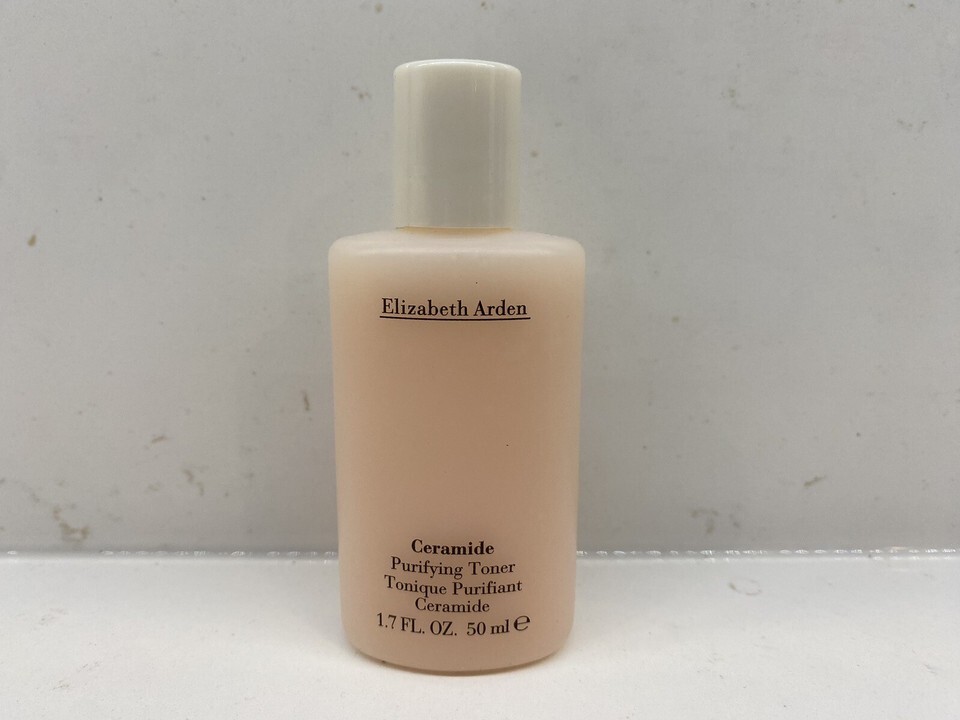 Elizabeth Arden
Ceramide
Purifying Toner
Tonique Purifiant
Ceramide
1.7 FL. OZ. 50 ml ℮